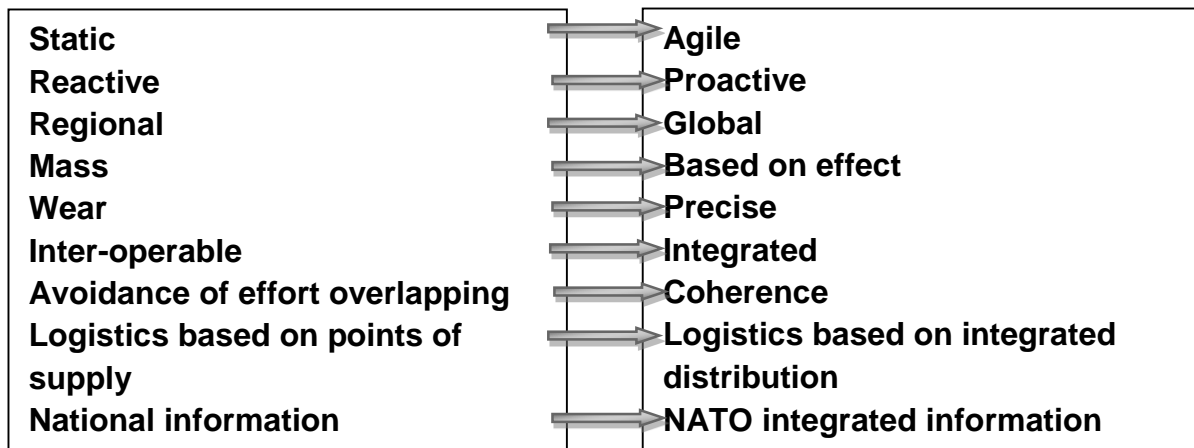 Static
Reactive
Regional
Mass
Wear
Inter-operable
Avoidance of effort overlapping
Logistics based on points of
supply
National information
Agile
Proactive
Global
Based on effect
Precise
Integrated
Coherence
Logistics based on integrated
distribution
NATO integrated information